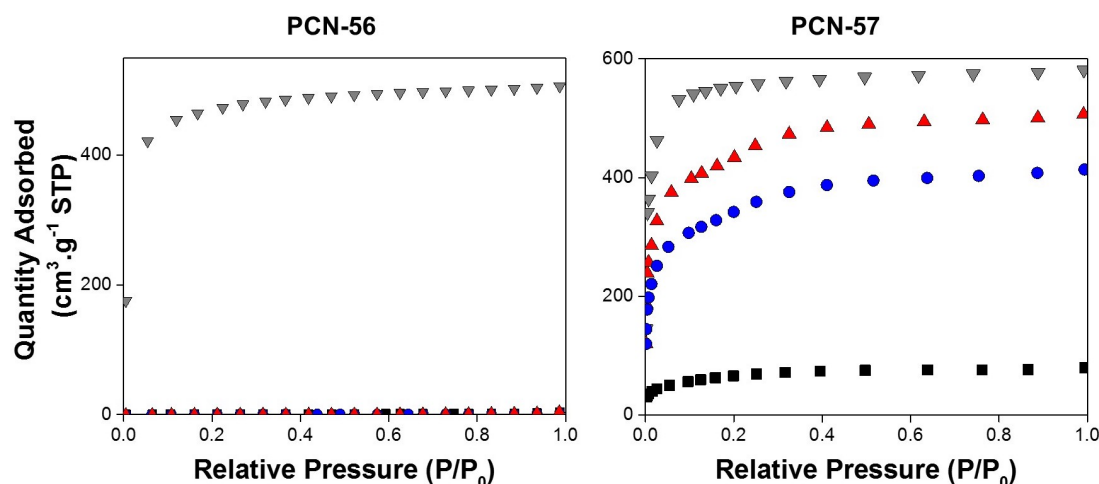 PCN-56
PCN-57
Quantity Adsorbed
(cm³.g⁻¹ STP)
400
200
0
0.0 0.2 0.4 0.6 0.8 1.0
Relative Pressure (P/P₀)
600
400
200
0
0.0 0.2 0.4 0.6 0.8 1.0
Relative Pressure (P/P₀)